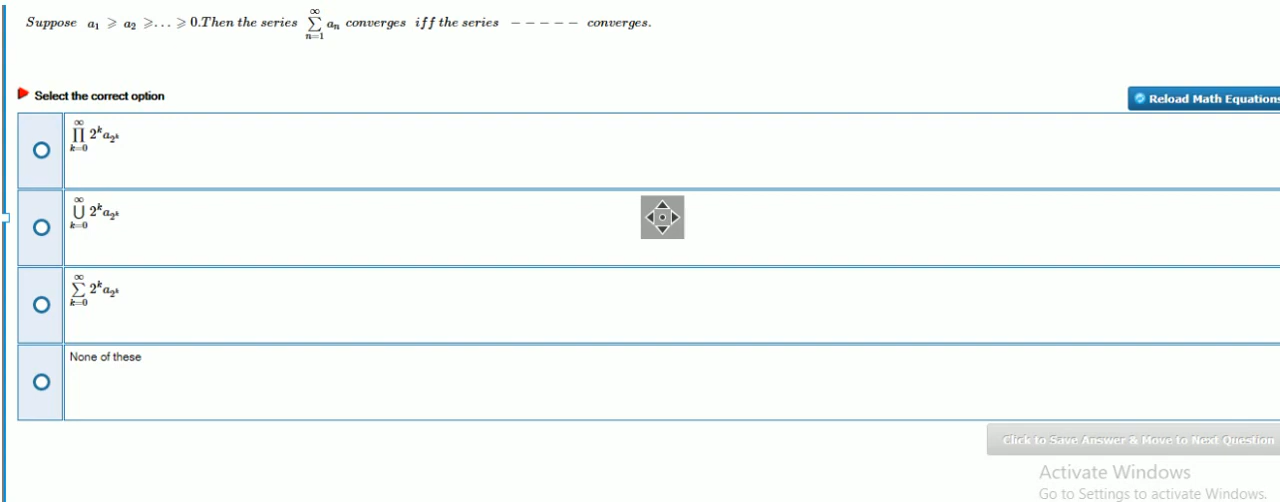 Suppose a₁ ⩾ a₂ ⩾... ⩾ 0.Then the series ∑_{n=1}^{∞} aₙ converges iff the series – – – – – converges.
Select the correct option
Reload Math Equations
∏_{k=0}^{∞} 2^k a_{2^k}
⋃_{k=0}^{∞} 2^k a_{2^k}
∑_{k=0}^{∞} 2^k a_{2^k}
None of these
Click to Save Answer & Move to Next Question
Activate Windows
Go to Settings to activate Windows.